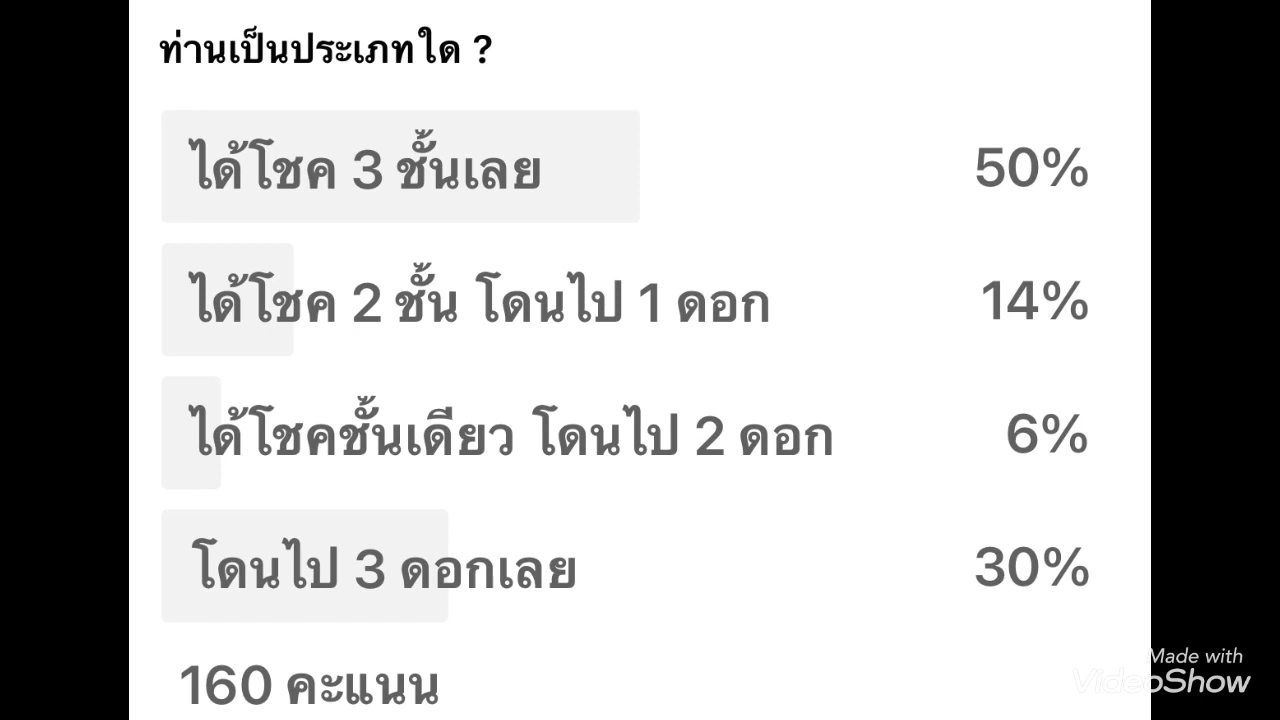 ท่านเป็นประเภทใด ?
ได้โชค 3 ชั้นเลย 50%
ได้โชค 2 ชั้น โดนไป 1 ดอก 14%
ได้โชคชั้นเดียว โดนไป 2 ดอก 6%
โดนไป 3 ดอกเลย 30%
160 คะแนน
Made with
VideoShow